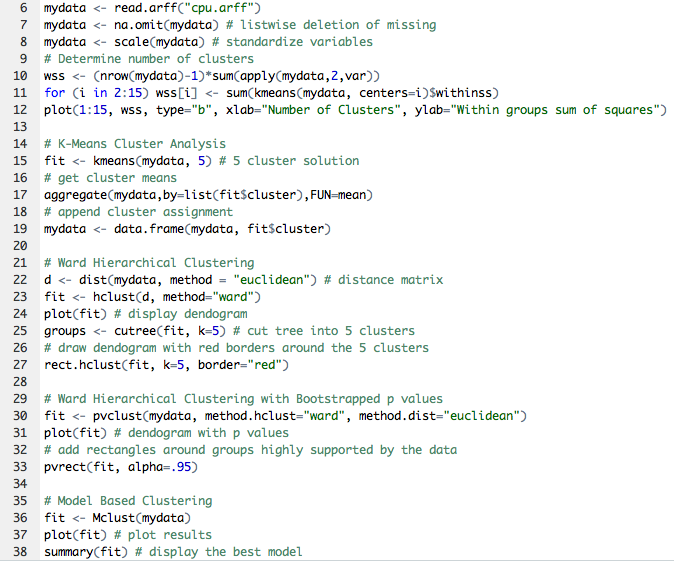 6 mydata <- read.arff("cpu.arff")
7 mydata <- na.omit(mydata) # listwise deletion of missing
8 mydata <- scale(mydata) # standardize variables
9 # Determine number of clusters
10 wss <- (nrow(mydata)-1)*sum(apply(mydata,2,var))
11 for (i in 2:15) wss[i] <- sum(kmeans(mydata, centers=i)$withinss)
12 plot(1:15, wss, type="b", xlab="Number of Clusters", ylab="Within groups sum of squares")
13
14 # K-Means Cluster Analysis
15 fit <- kmeans(mydata, 5) # 5 cluster solution
16 # get cluster means
17 aggregate(mydata,by=list(fit$cluster),FUN=mean)
18 # append cluster assignment
19 mydata <- data.frame(mydata, fit$cluster)
20
21 # Ward Hierarchical Clustering
22 d <- dist(mydata, method = "euclidean") # distance matrix
23 fit <- hclust(d, method="ward")
24 plot(fit) # display dendogram
25 groups <- cutree(fit, k=5) # cut tree into 5 clusters
26 # draw dendogram with red borders around the 5 clusters
27 rect.hclust(fit, k=5, border="red")
28
29 # Ward Hierarchical Clustering with Bootstrapped p values
30 fit <- pvclust(mydata, method.hclust="ward", method.dist="euclidean")
31 plot(fit) # dendogram with p values
32 # add rectangles around groups highly supported by the data
33 pvrect(fit, alpha=.95)
34
35 # Model Based Clustering
36 fit <- Mclust(mydata)
37 plot(fit) # plot results
38 summary(fit) # display the best model